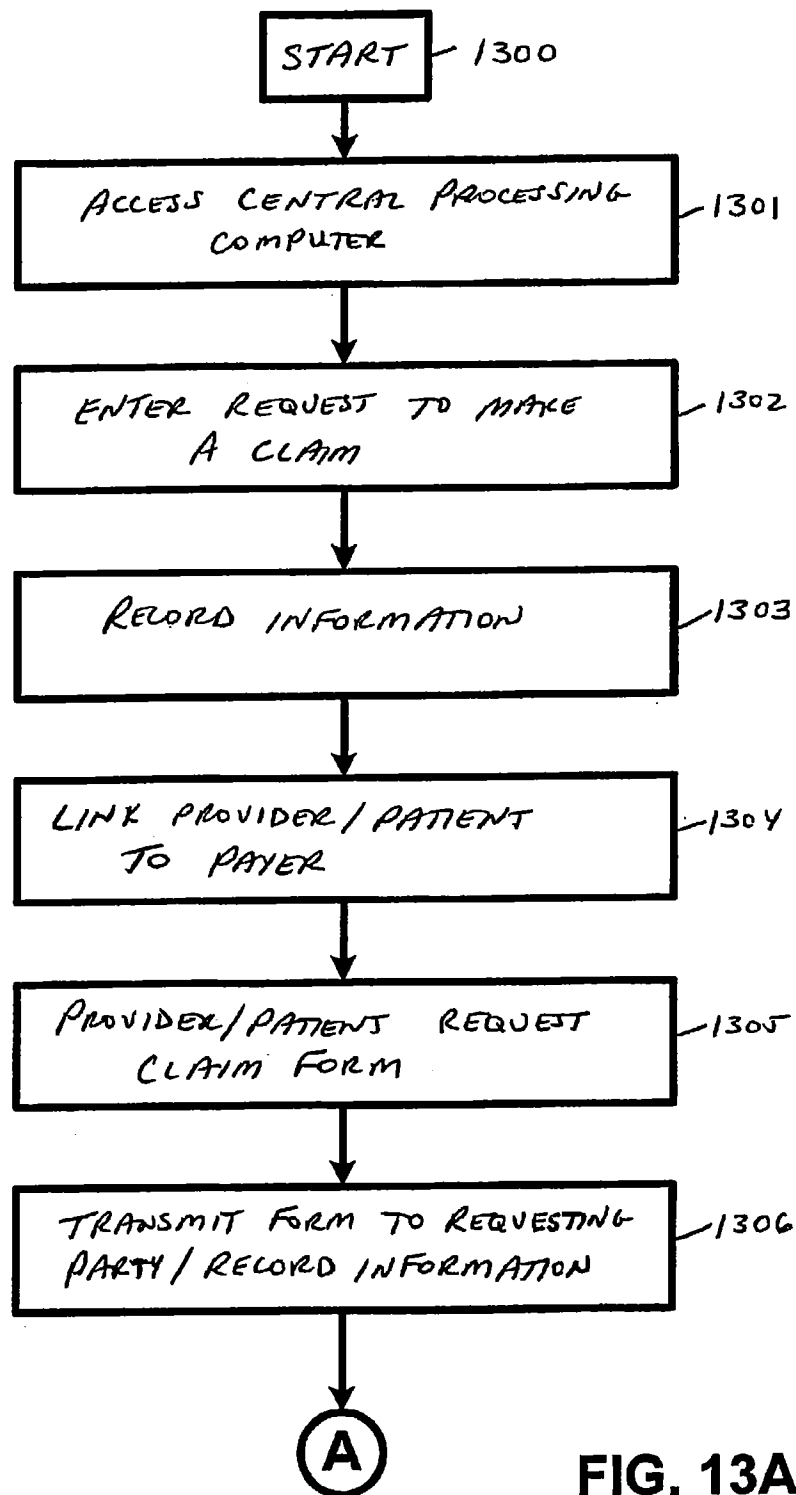 START 1300
ACCESS CENTRAL PROCESSING
COMPUTER
1301
ENTER REQUEST TO MAKE
A CLAIM
1302
RECORD INFORMATION
1303
LINK PROVIDER/PATIENT
TO PAYER
1304
PROVIDER/PATIENT REQUEST
CLAIM FORM
1305
TRANSMIT FORM TO REQUESTING
PARTY/RECORD INFORMATION
1306
A
FIG. 13A